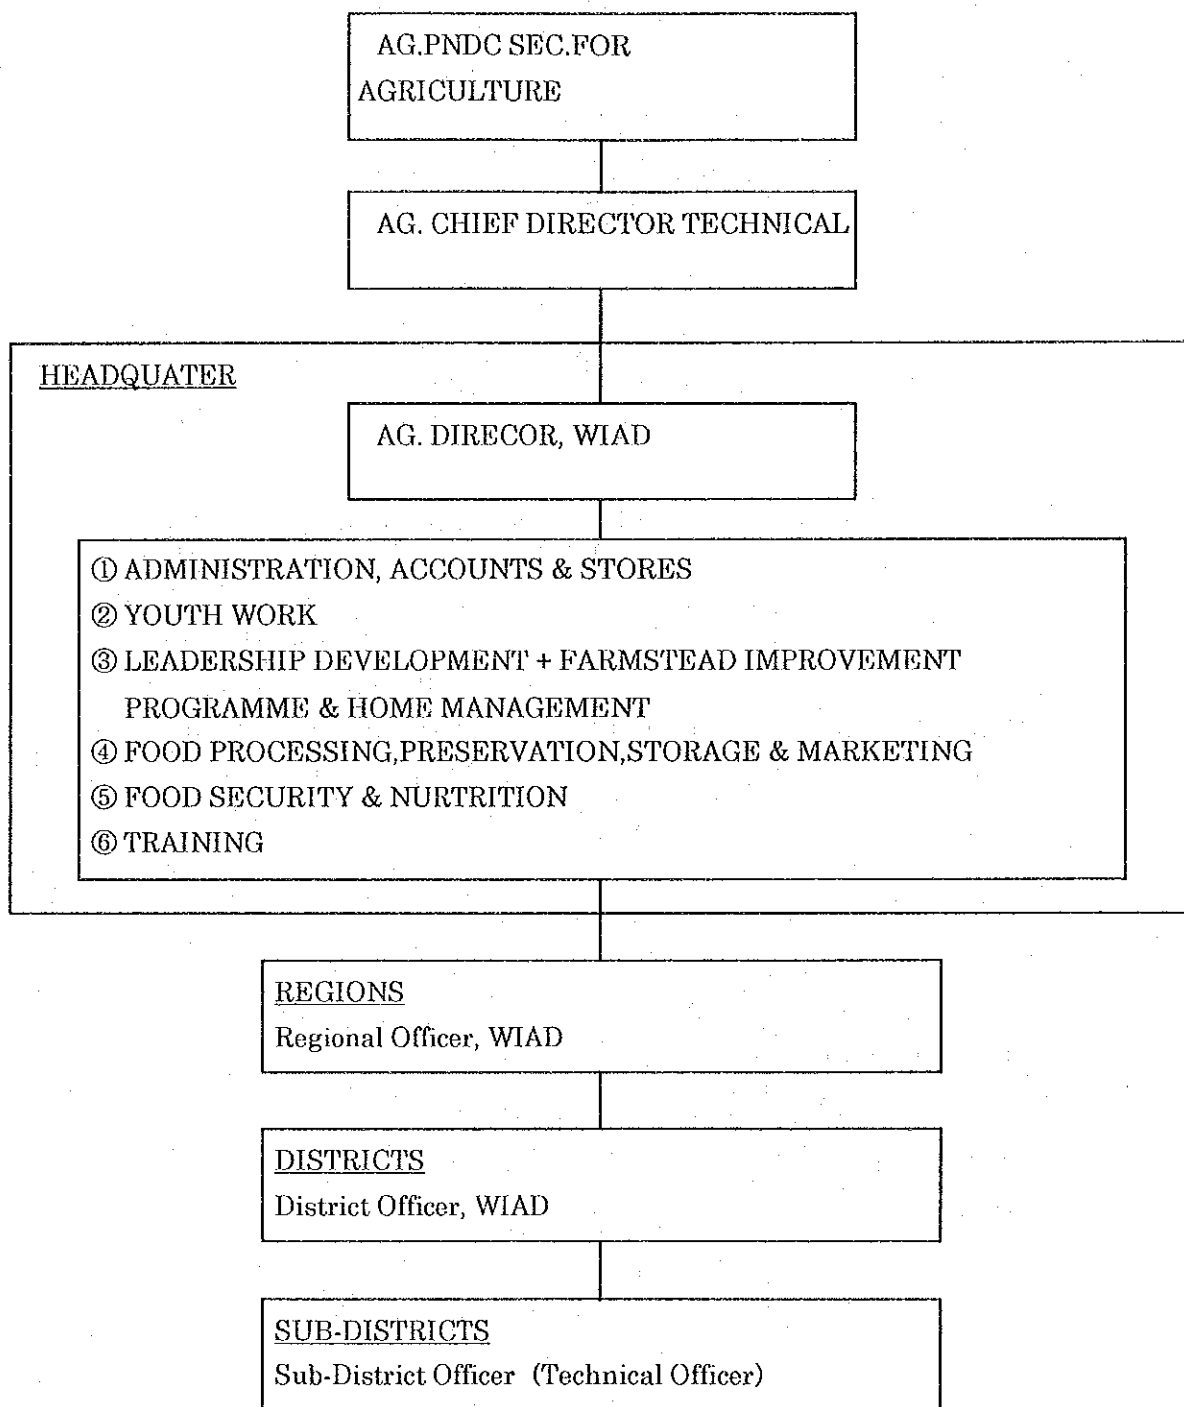 AG.PNDC SEC.FOR
AGRICULTURE
AG. CHIEF DIRECTOR TECHNICAL
HEADQUATER
AG. DIRECOR, WIAD
① ADMINISTRATION, ACCOUNTS & STORES
② YOUTH WORK
③ LEADERSHIP DEVELOPMENT + FARMSTEAD IMPROVEMENT
PROGRAMME & HOME MANAGEMENT
④ FOOD PROCESSING,PRESERVATION,STORAGE & MARKETING
⑤ FOOD SECURITY & NURTRITION
⑥ TRAINING
REGIONS
Regional Officer, WIAD
DISTRICTS
District Officer, WIAD
SUB-DISTRICTS
Sub-District Officer (Technical Officer)